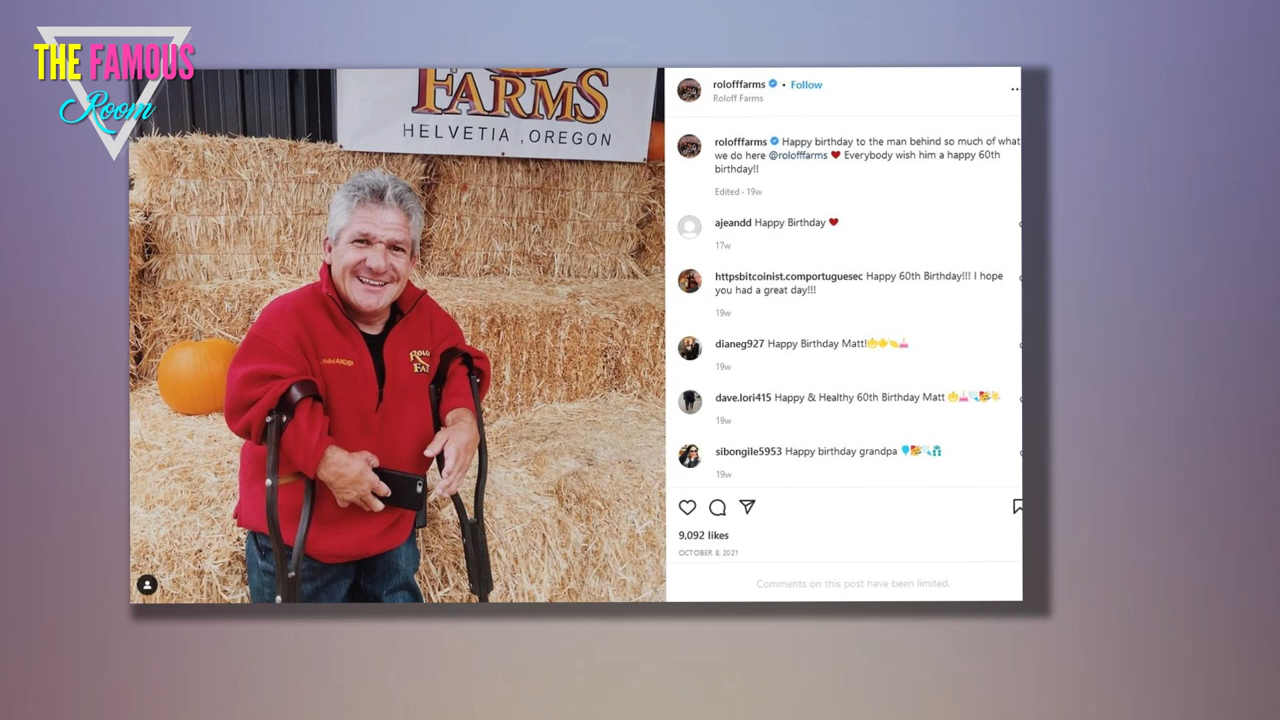 THE FAMOUS
Room
FARMS
HELVETIA , OREGON
rolofffarms • Follow
Roloff Farms
rolofffarms Happy birthday to the man behind so much of what
we do here @rolofffarms ❤ Everybody wish him a happy 60th
birthday!!
Edited · 19w
ajeandd Happy Birthday ❤
17w
httpsbitcoinist.comportuguesec Happy 60th Birthday!!! I hope
you had a great day!!!
19w
dianeg927 Happy Birthday Matt!
19w
dave.lori415 Happy & Healthy 60th Birthday Matt
19w
sibongile5953 Happy birthday grandpa
19w
9,092 likes
OCTOBER 8, 2021
Comments on this post have been limited.